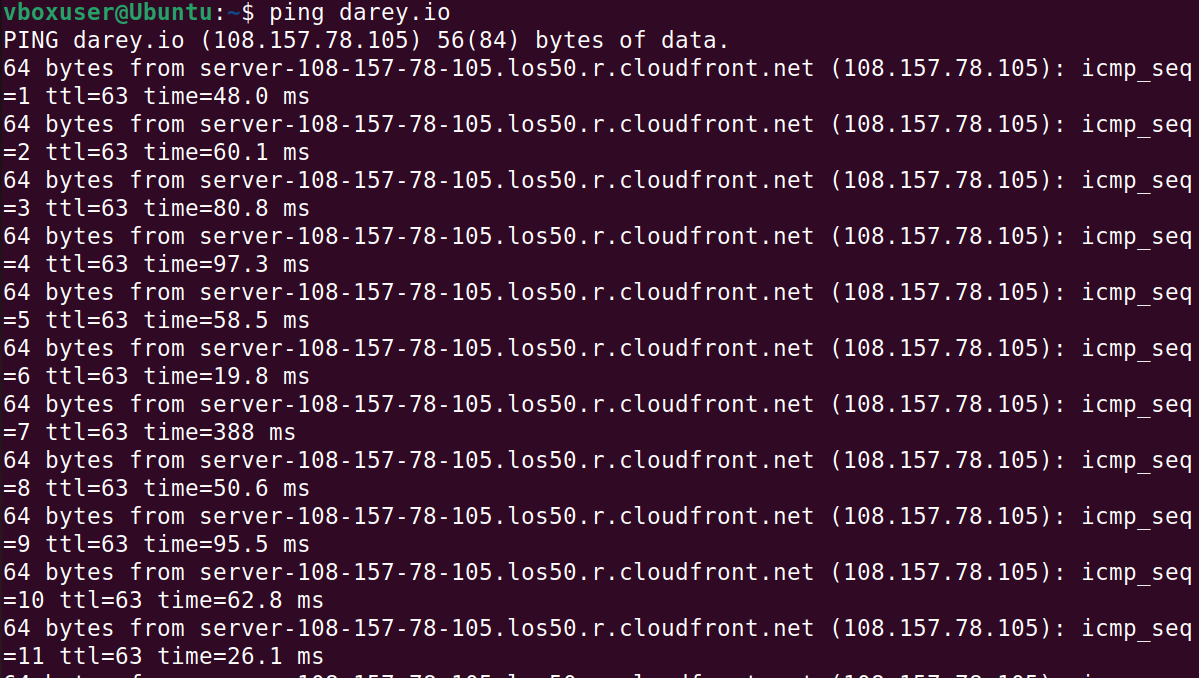 vboxuser@Ubuntu:~$ ping darey.io
PING darey.io (108.157.78.105) 56(84) bytes of data.
64 bytes from server-108-157-78-105.los50.r.cloudfront.net (108.157.78.105): icmp_seq
=1 ttl=63 time=48.0 ms
64 bytes from server-108-157-78-105.los50.r.cloudfront.net (108.157.78.105): icmp_seq
=2 ttl=63 time=60.1 ms
64 bytes from server-108-157-78-105.los50.r.cloudfront.net (108.157.78.105): icmp_seq
=3 ttl=63 time=80.8 ms
64 bytes from server-108-157-78-105.los50.r.cloudfront.net (108.157.78.105): icmp_seq
=4 ttl=63 time=97.3 ms
64 bytes from server-108-157-78-105.los50.r.cloudfront.net (108.157.78.105): icmp_seq
=5 ttl=63 time=58.5 ms
64 bytes from server-108-157-78-105.los50.r.cloudfront.net (108.157.78.105): icmp_seq
=6 ttl=63 time=19.8 ms
64 bytes from server-108-157-78-105.los50.r.cloudfront.net (108.157.78.105): icmp_seq
=7 ttl=63 time=388 ms
64 bytes from server-108-157-78-105.los50.r.cloudfront.net (108.157.78.105): icmp_seq
=8 ttl=63 time=50.6 ms
64 bytes from server-108-157-78-105.los50.r.cloudfront.net (108.157.78.105): icmp_seq
=9 ttl=63 time=95.5 ms
64 bytes from server-108-157-78-105.los50.r.cloudfront.net (108.157.78.105): icmp_seq
=10 ttl=63 time=62.8 ms
64 bytes from server-108-157-78-105.los50.r.cloudfront.net (108.157.78.105): icmp_seq
=11 ttl=63 time=26.1 ms